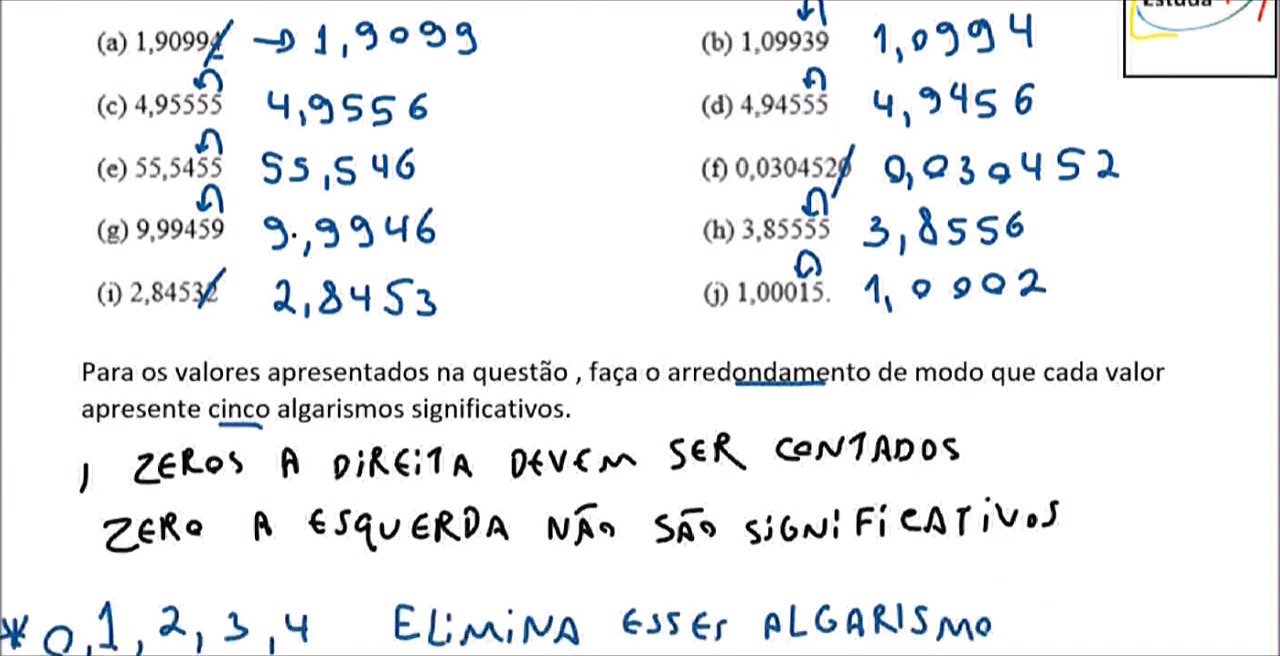 Estuda
(a) 1,90994 → 1,9099 (b) 1,09939 1,0994
(c) 4,95555 4,9556 (d) 4,94555 4,9456
(e) 55,5455 55,546 (f) 0,0304520 0,030452
(g) 9,99459 9.,9946 (h) 3,85555 3,8556
(i) 2,84532 2,8453 (j) 1,00015. 1,0002
Para os valores apresentados na questão , faça o arredondamento de modo que cada valor
apresente cinco algarismos significativos.
, ZEROS A DIREITA DEVEM SER CONTADOS
ZERO A ESQUERDA NÃO SÃO SIGNIFICATIVOS
* 0,1,2,3,4 ELIMINA ESSES ALGARISMO